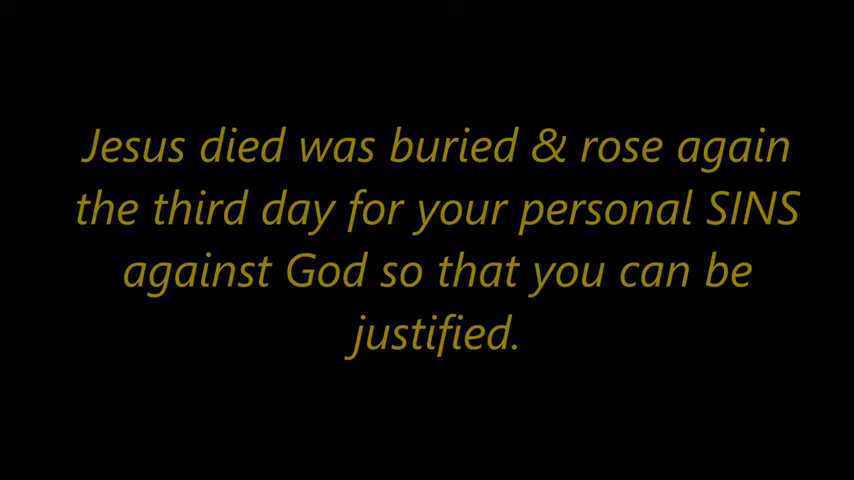 Jesus died was buried & rose again
the third day for your personal SINS
against God so that you can be
justified.